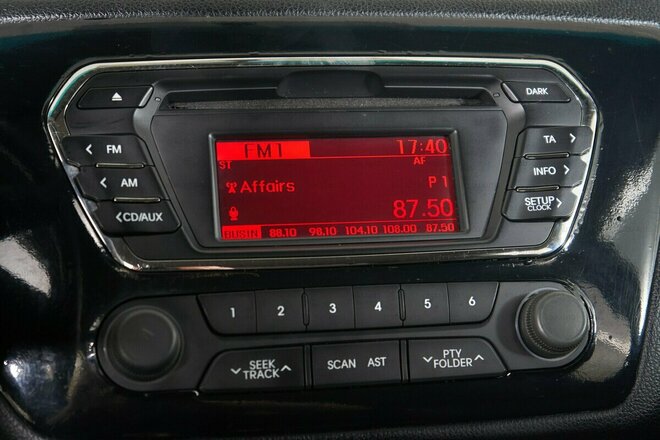 DARK
FM1 17:40
ST AF
Affairs P 1
87.50
BUSIN 88.10 98.10 104.10 108.00 87.50
FM
AM
CD/AUX
TA
INFO
SETUP
CLOCK
1 2 3 4 5 6
SEEK
TRACK
SCAN AST
PTY
FOLDER